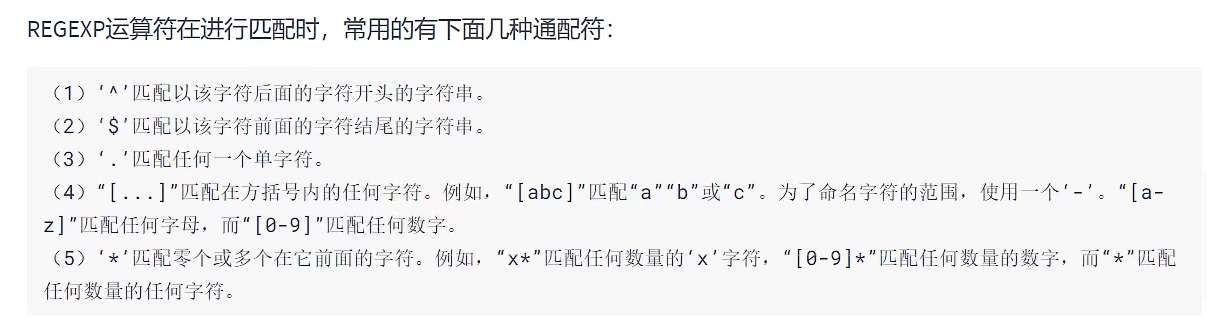 REGEXP运算符在进行匹配时，常用的有下面几种通配符：
（1）‘^’匹配以该字符后面的字符开头的字符串。
（2）‘$’匹配以该字符前面的字符结尾的字符串。
（3）‘.’匹配任何一个单字符。
（4）“[...]”匹配在方括号内的任何字符。例如，“[abc]”匹配“a”“b”或“c”。为了命名字符的范围，使用一个‘-’。“[a-
z]”匹配任何字母，而“[0-9]”匹配任何数字。
（5）‘*’匹配零个或多个在它前面的字符。例如，“x*”匹配任何数量的‘x’字符，“[0-9]*”匹配任何数量的数字，而“*”匹配
任何数量的任何字符。